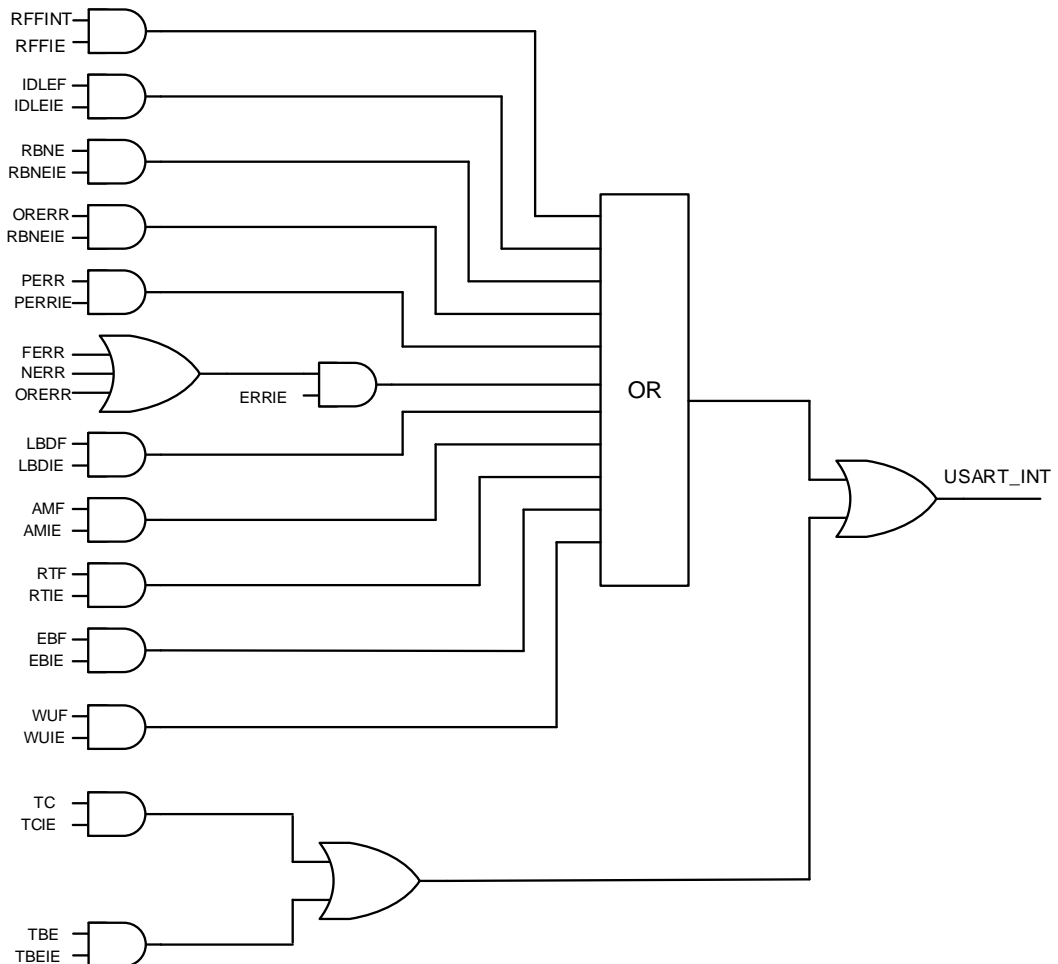 RFFINT
RFFIE
IDLEF
IDLEIE
RBNE
RBNEIE
ORERR
RBNEIE
PERR
PERRIE
FERR
NERR
ORERR
ERRIE
OR
LBDF
LBDIE
USART_INT
AMF
AMIE
RTF
RTIE
EBF
EBIE
WUF
WUIE
TC
TCIE
TBE
TBEIE